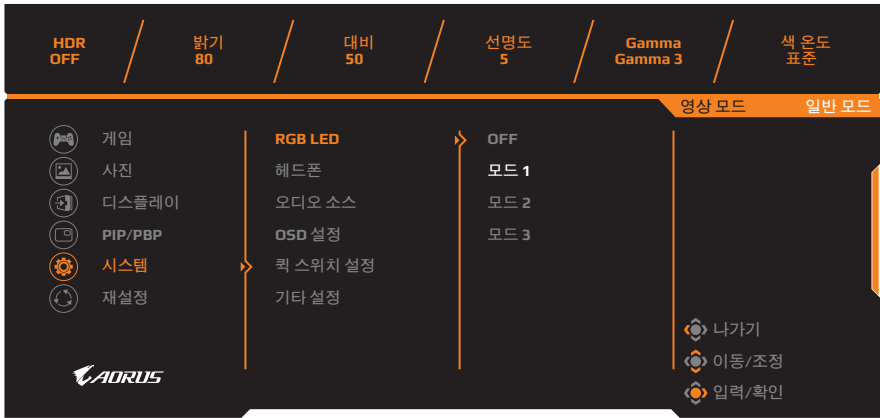 HDR
OFF
밝기
80
대비
50
선명도
5
Gamma
Gamma 3
색 온도
표준
영상 모드
일반 모드
게임
사진
디스플레이
PIP/PBP
시스템
재설정
RGB LED
헤드폰
오디오 소스
OSD 설정
퀵 스위치 설정
기타 설정
OFF
모드 1
모드 2
모드 3
나가기
이동/조정
입력/확인
AORUS